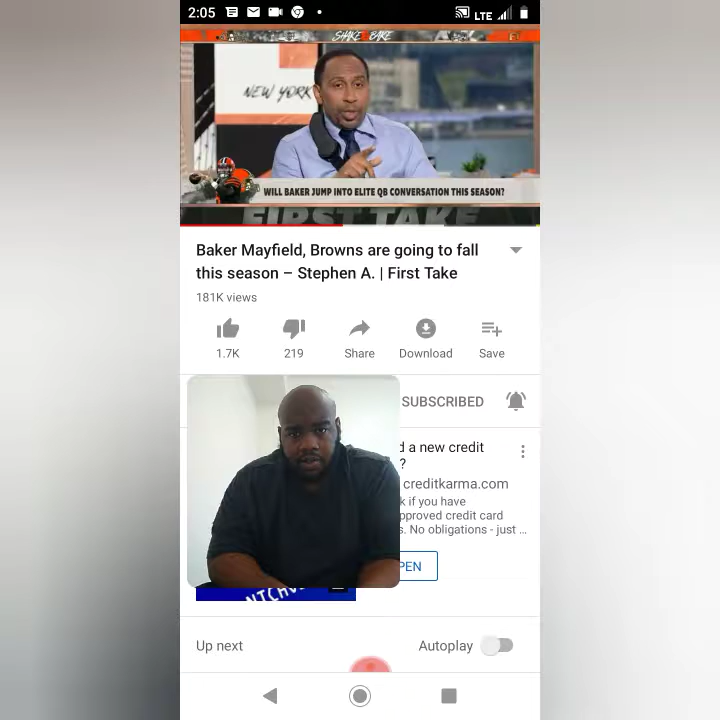 2:05
LTE
SHAKE N BAKE
NEW YORK
WILL BAKER JUMP INTO ELITE QB CONVERSATION THIS SEASON?
FIRST TAKE
Baker Mayfield, Browns are going to fall
this season – Stephen A. | First Take
181K views
1.7K
219
Share
Download
Save
SUBSCRIBED
d a new credit
?
creditkarma.com
k if you have
pproved credit card
s. No obligations - just ...
PEN
Up next
Autoplay